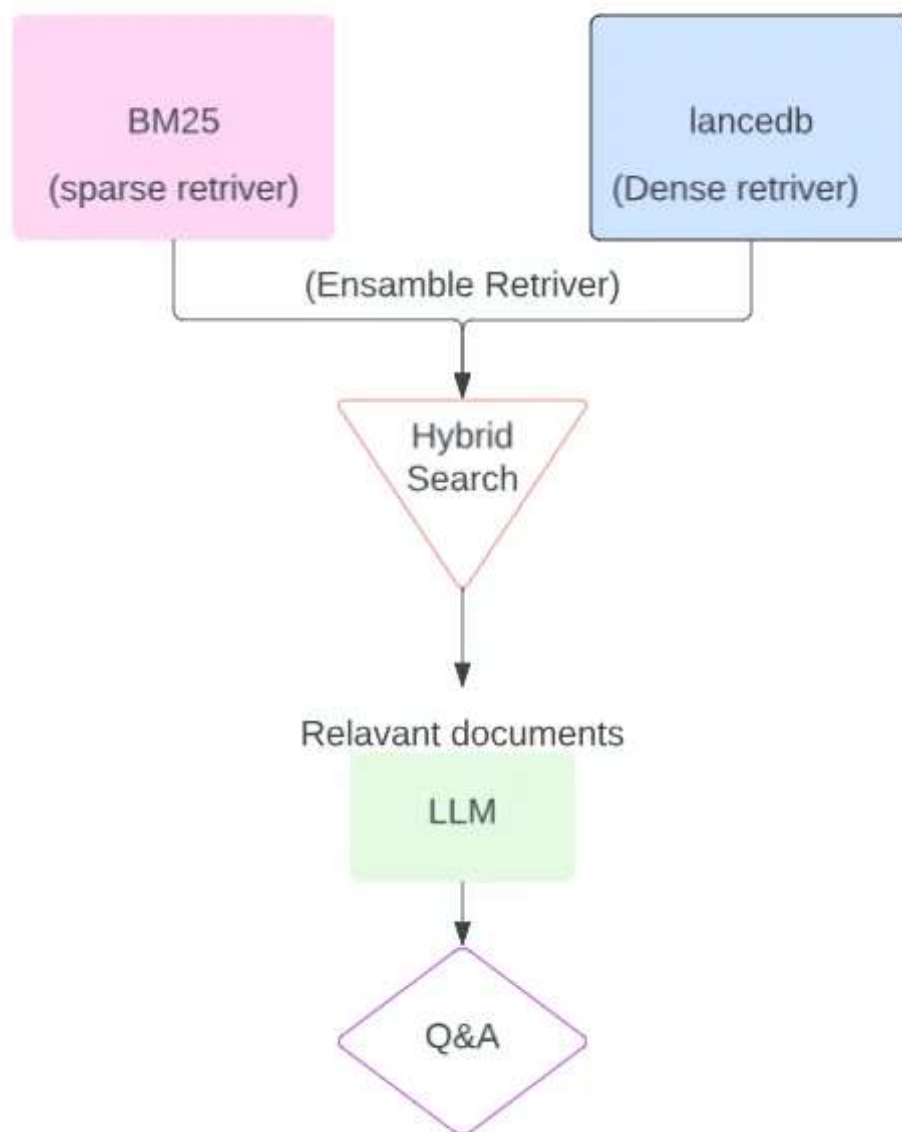 BM25
(sparse retriver)
lancedb
(Dense retriver)
(Ensamble Retriver)
Hybrid
Search
Relavant documents
LLM
Q&A